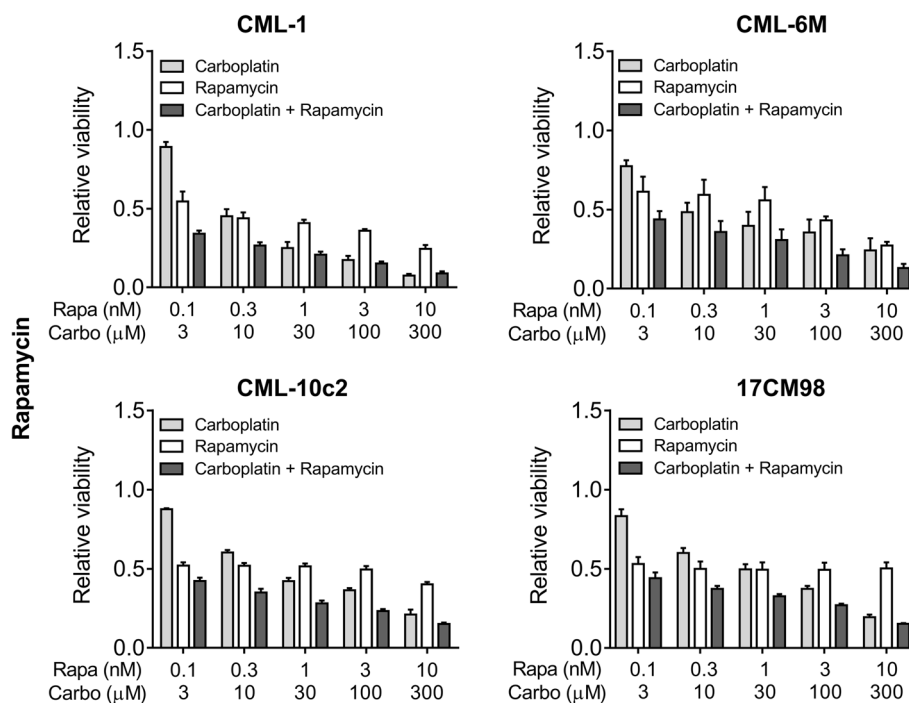 Rapamycin
CML-1
Relative viability
1.5
1.0
0.5
0.0
Carboplatin
Rapamycin
Carboplatin + Rapamycin
Rapa (nM) 0.1 0.3 1 3 10
Carbo (μM) 3 10 30 100 300
CML-6M
Relative viability
1.5
1.0
0.5
0.0
Carboplatin
Rapamycin
Carboplatin + Rapamycin
Rapa (nM) 0.1 0.3 1 3 10
Carbo (μM) 3 10 30 100 300
CML-10c2
Relative viability
1.5
1.0
0.5
0.0
Carboplatin
Rapamycin
Carboplatin + Rapamycin
Rapa (nM) 0.1 0.3 1 3 10
Carbo (μM) 3 10 30 100 300
17CM98
Relative viability
1.5
1.0
0.5
0.0
Carboplatin
Rapamycin
Carboplatin + Rapamycin
Rapa (nM) 0.1 0.3 1 3 10
Carbo (μM) 3 10 30 100 300